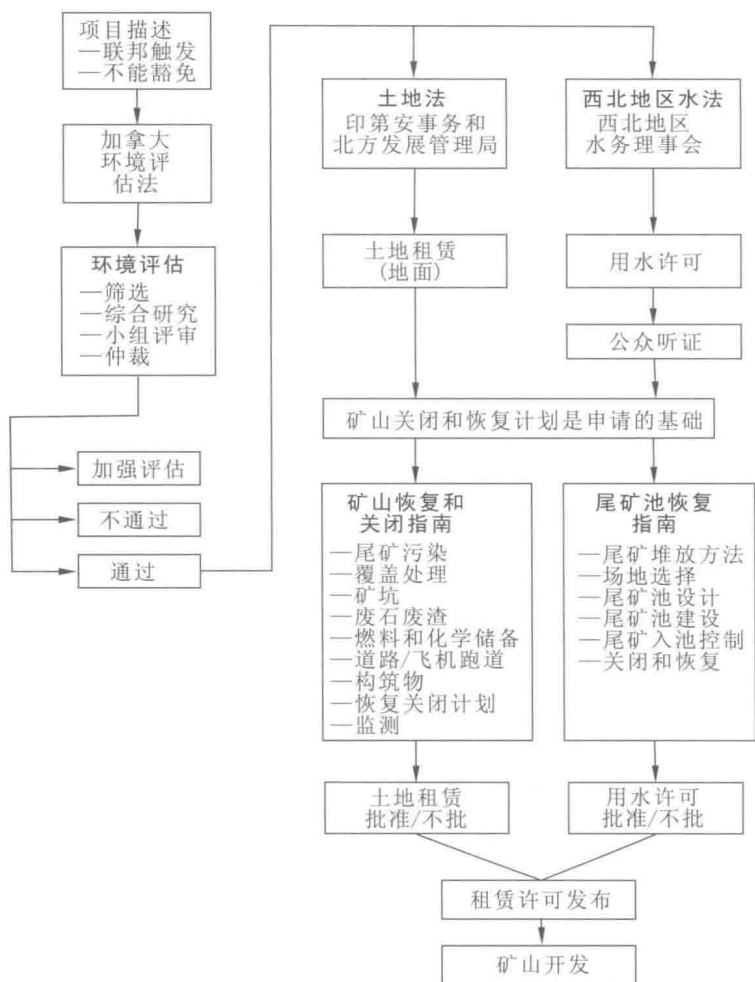 项目描述
—联邦触发
—不能豁免
加拿大
环境评
估法
环境评估
—筛选
—综合研究
—小组评审
—仲裁
加强评估
不通过
通过
土地法
印第安事务和
北方发展管理局
西北地区水法
西北地区
水务理事会
土地租赁
(地面)
用水许可
公众听证
矿山关闭和恢复计划是申请的基础
矿山恢复和
关闭指南
—尾矿污染
—覆盖处理
—矿坑
—废石废渣
—燃料和化学储备
—道路/飞机跑道
—构筑物
—恢复关闭计划
—监测
尾矿池恢复
指南
—尾矿堆放方法
—场地选择
—尾矿池设计
—尾矿池建设
—尾矿入池控制
—关闭和恢复
土地租赁
批准/不批
用水许可
批准/不批
租赁许可发布
矿山开发